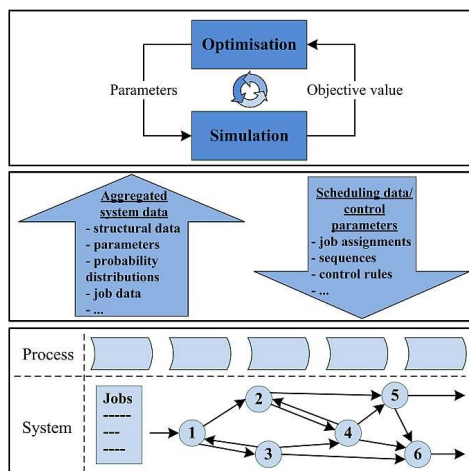 Optimisation
Parameters
Objective value
Simulation
Aggregated
system data
- structural data
- parameters
- probability
distributions
- job data
- ...
Scheduling data/
control
parameters
- job assignments
- sequences
- control rules
- ...
Process
System
Jobs
-----
---
----
1
2
3
4
5
6